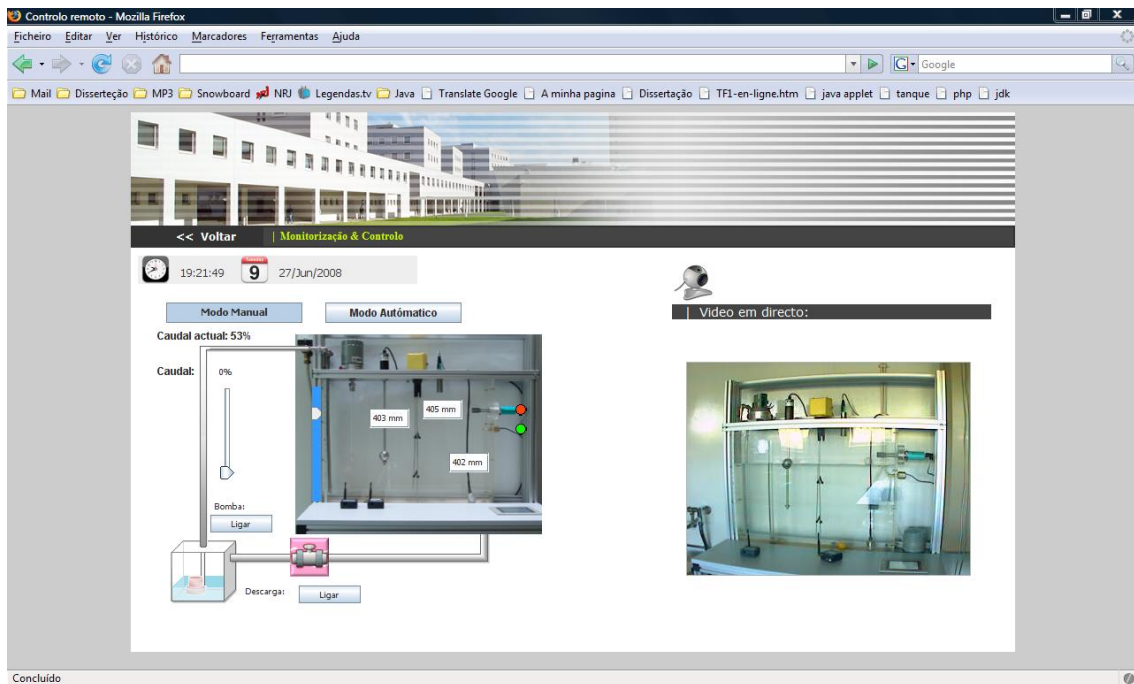 Controlo remoto - Mozilla Firefox
Ficheiro Editar Ver Histórico Marcadores Ferramentas Ajuda
Google
Mail Disserteção MP3 Snowboard NRJ Legendas.tv Java Translate Google A minha pagina Dissertação TF1-en-ligne.htm java applet tanque php jdk
<< Voltar | Monitorização & Controlo
19:21:49 9 27/Jun/2008
Modo Manual Modo Autómatico
| Video em directo:
Caudal actual: 53%
Caudal: 0%
403 mm 405 mm
402 mm
Bomba:
Ligar
Descarga: Ligar
Concluído